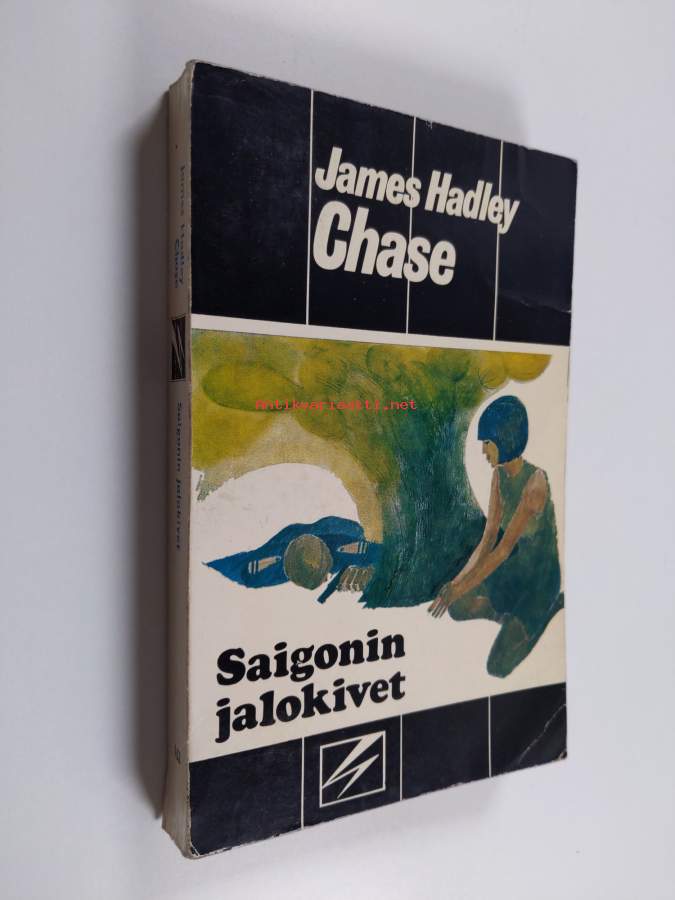 James Hadley
Chase
Antikvariaatti.net
Saigonin
jalokivet
James Hadley
Chase
Saigonin jalokivet